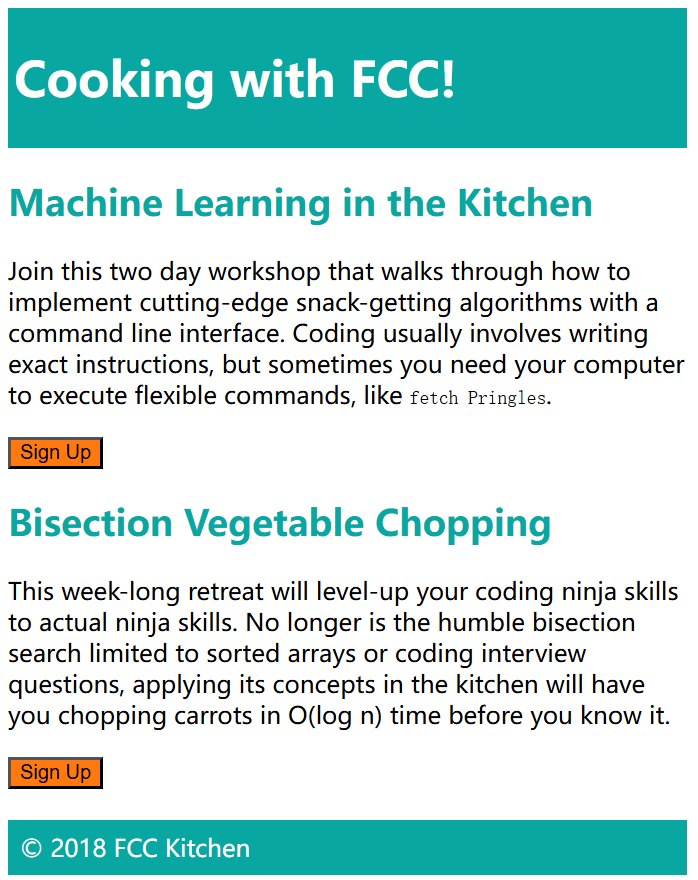 Cooking with FCC!
Machine Learning in the Kitchen
Join this two day workshop that walks through how to
implement cutting-edge snack-getting algorithms with a
command line interface. Coding usually involves writing
exact instructions, but sometimes you need your computer
to execute flexible commands, like fetch Pringles.
Sign Up
Bisection Vegetable Chopping
This week-long retreat will level-up your coding ninja skills
to actual ninja skills. No longer is the humble bisection
search limited to sorted arrays or coding interview
questions, applying its concepts in the kitchen will have
you chopping carrots in O(log n) time before you know it.
Sign Up
© 2018 FCC Kitchen